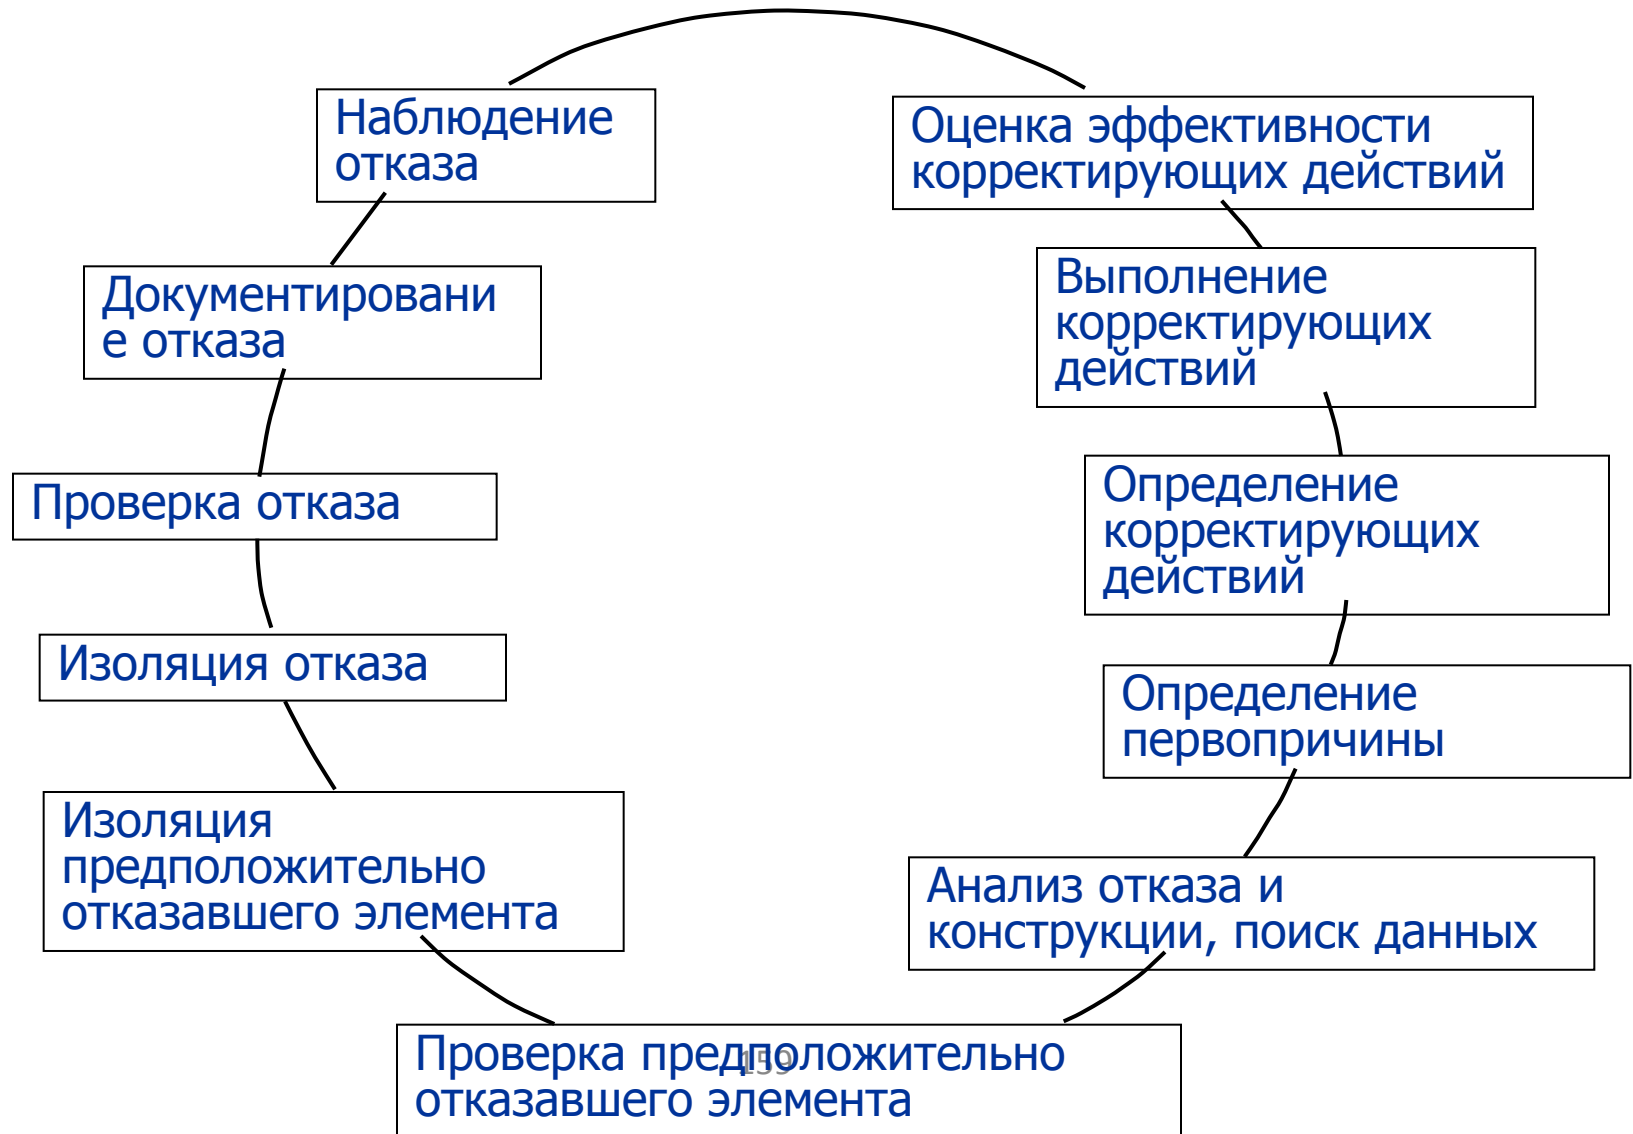 Наблюдение
отказа
Оценка эффективности
корректирующих действий
Документировани
е отказа
Выполнение
корректирующих
действий
Проверка отказа
Определение
корректирующих
действий
Изоляция отказа
Определение
первопричины
Изоляция
предположительно
отказавшего элемента
Анализ отказа и
конструкции, поиск данных
Проверка предположительно
159
отказавшего элемента